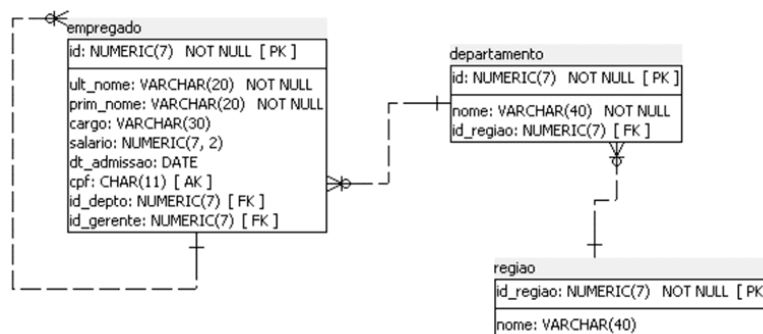 empregado
id: NUMERIC(7) NOT NULL [ PK ]
ult_nome: VARCHAR(20) NOT NULL
prim_nome: VARCHAR(20) NOT NULL
cargo: VARCHAR(30)
salario: NUMERIC(7, 2)
dt_admissao: DATE
cpf: CHAR(11) [ AK ]
id_depto: NUMERIC(7) [ FK ]
id_gerente: NUMERIC(7) [ FK ]
departamento
id: NUMERIC(7) NOT NULL [ PK ]
nome: VARCHAR(40) NOT NULL
id_regiao: NUMERIC(7) [ FK ]
regiao
id_regiao: NUMERIC(7) NOT NULL [ PK
nome: VARCHAR(40)